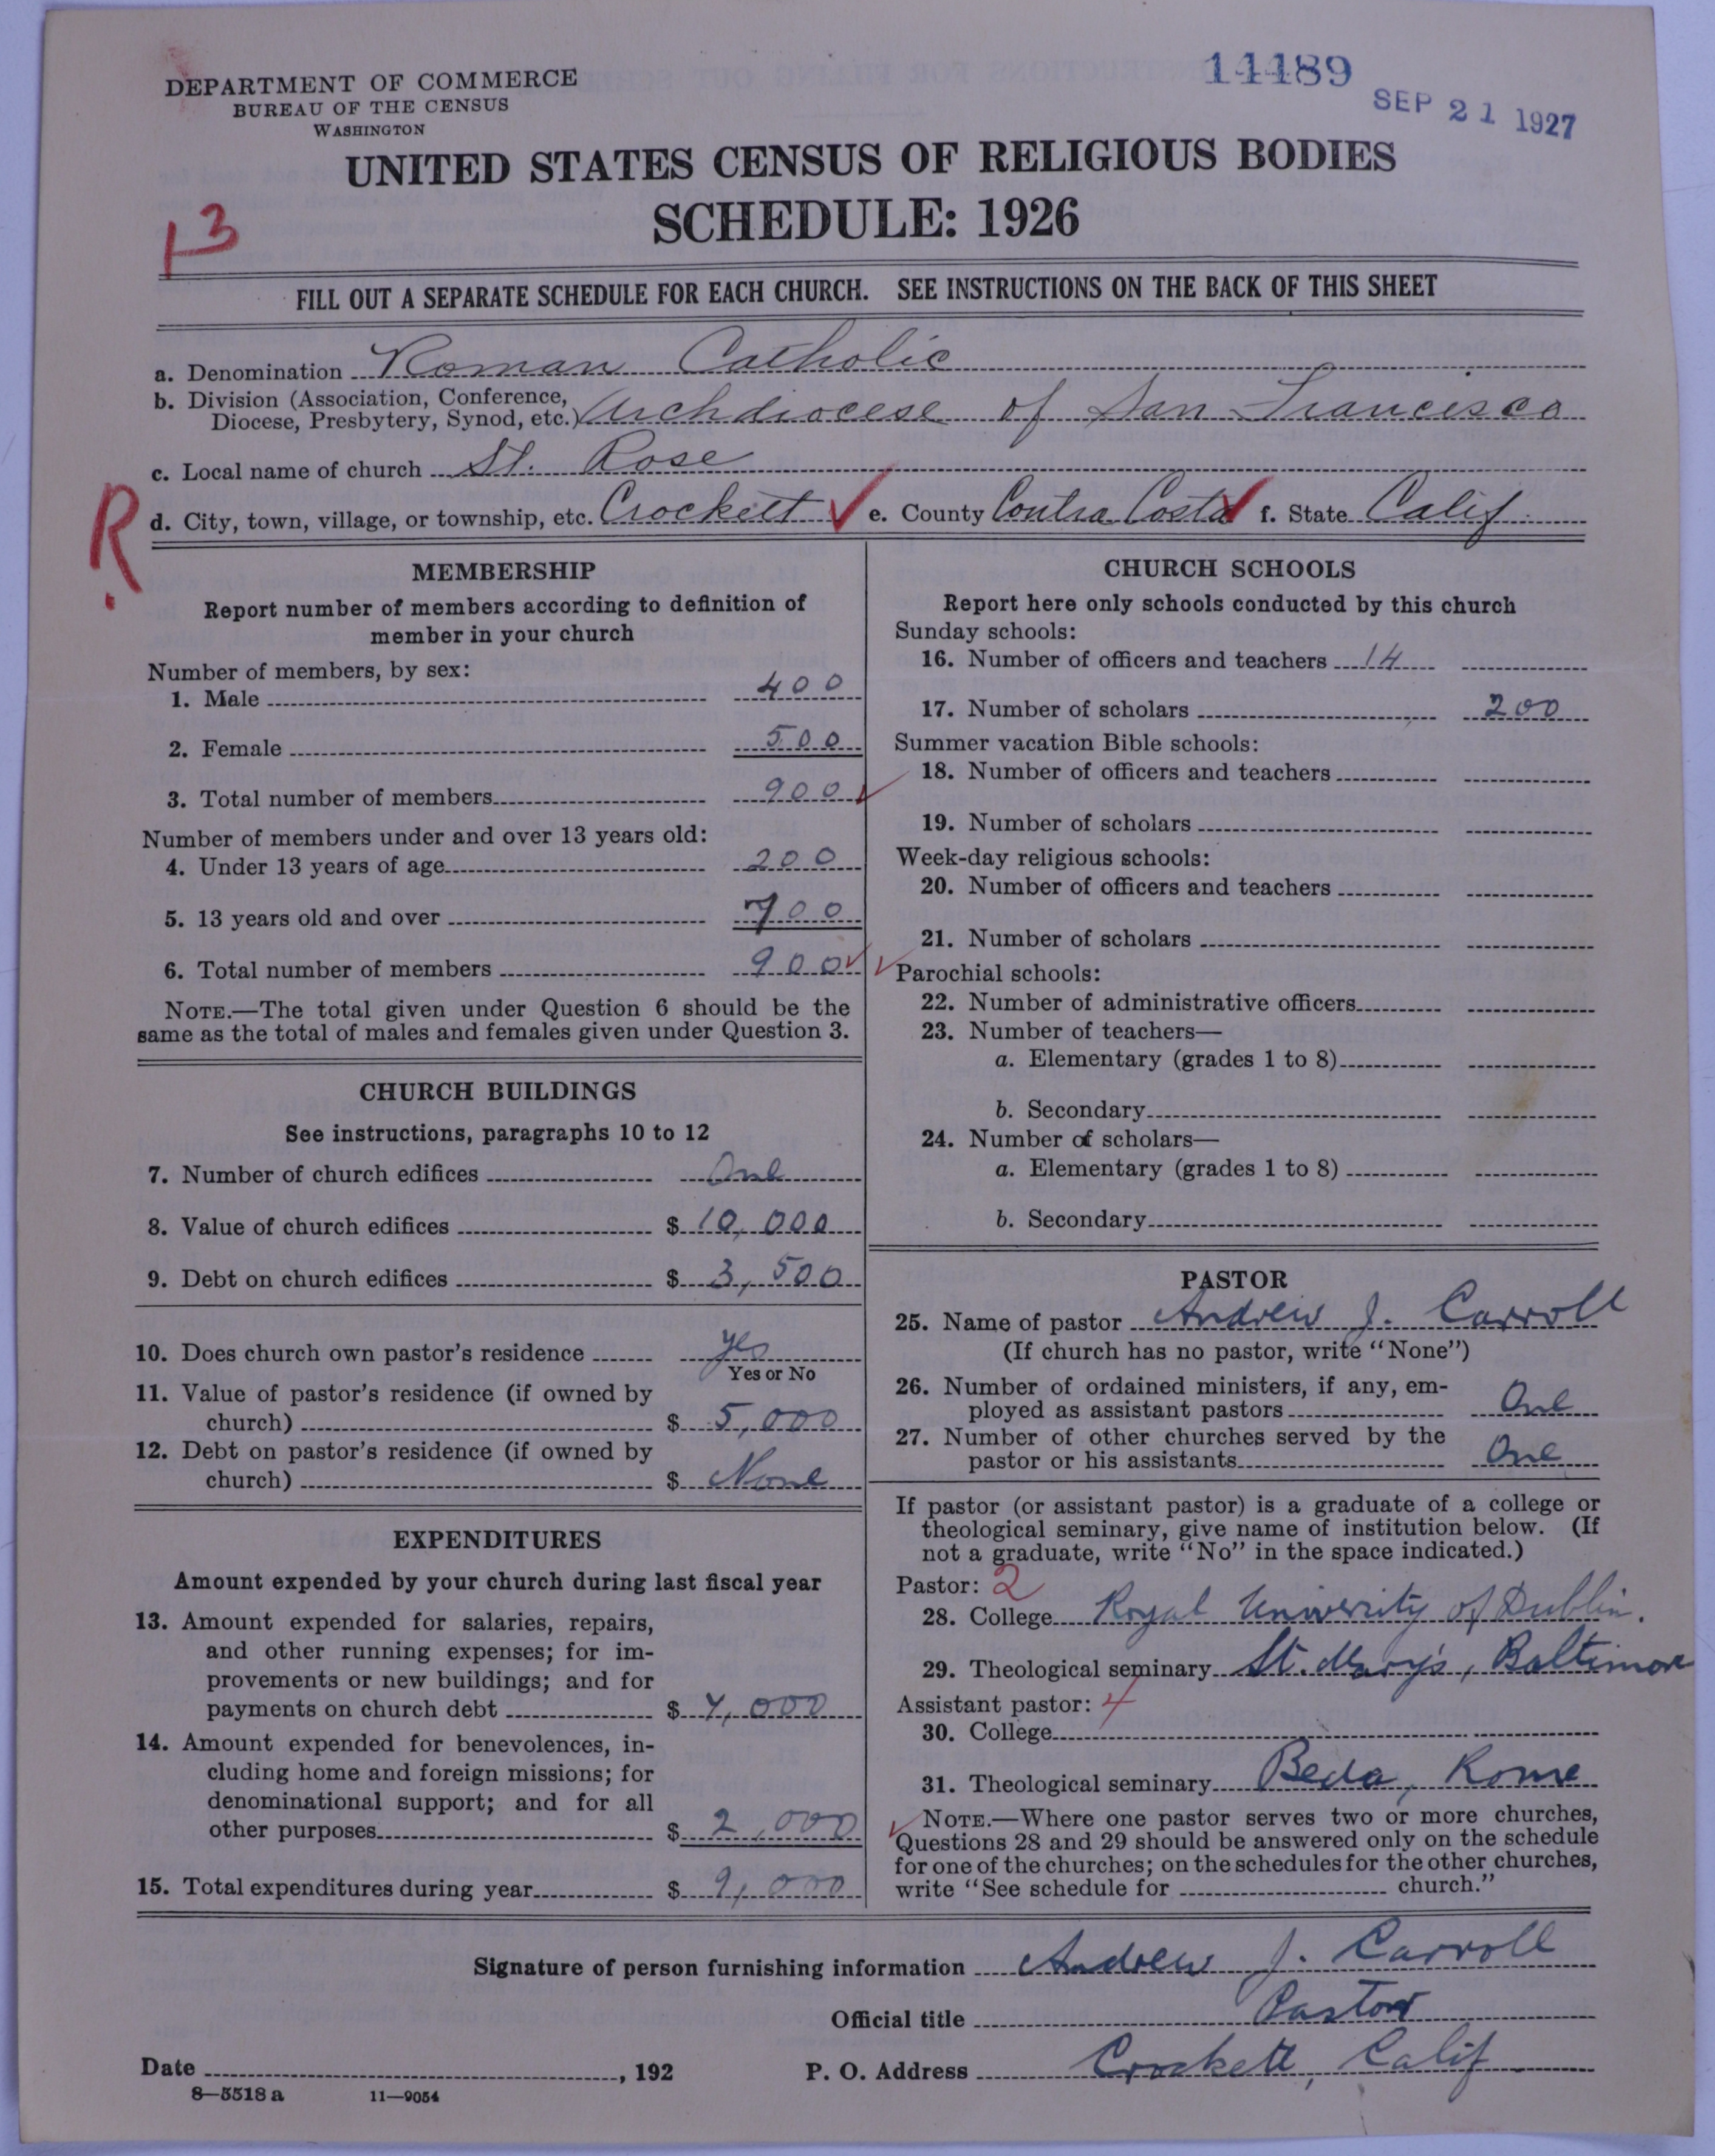 DEPARTMENT OF COMMERCE
BUREAU OF THE CENSUS
WASHINGTON
14489
SEP 21 1927
UNITED STATES CENSUS OF RELIGIOUS BODIES
SCHEDULE: 1926
13
FILL OUT A SEPARATE SCHEDULE FOR EACH CHURCH. SEE INSTRUCTIONS ON THE BACK OF THIS SHEET
a. Denomination Roman Catholic
b. Division (Association, Conference, Diocese, Presbytery, Synod, etc.) Archdiocese of San Francisco
c. Local name of church St. Rose
R
d. City, town, village, or township, etc. Crockett ✓ e. County Contra Costa ✓ f. State Calif.
MEMBERSHIP
Report number of members according to definition of
member in your church
Number of members, by sex:
1. Male 400
2. Female 500
3. Total number of members 900 ✓
Number of members under and over 13 years old:
4. Under 13 years of age 200
5. 13 years old and over 700
6. Total number of members 900 ✓
NOTE.—The total given under Question 6 should be the
same as the total of males and females given under Question 3.
CHURCH BUILDINGS
See instructions, paragraphs 10 to 12
7. Number of church edifices One
8. Value of church edifices $ 10,000
9. Debt on church edifices $ 3,500
10. Does church own pastor's residence yes
Yes or No
11. Value of pastor's residence (if owned by
church) $ 5,000
12. Debt on pastor's residence (if owned by
church) $ None
EXPENDITURES
Amount expended by your church during last fiscal year
13. Amount expended for salaries, repairs,
and other running expenses; for im-
provements or new buildings; and for
payments on church debt $ 7,000
14. Amount expended for benevolences, in-
cluding home and foreign missions; for
denominational support; and for all
other purposes $ 2,000
15. Total expenditures during year $ 9,000
CHURCH SCHOOLS
Report here only schools conducted by this church
Sunday schools:
16. Number of officers and teachers 14
17. Number of scholars 200
Summer vacation Bible schools:
18. Number of officers and teachers
19. Number of scholars
Week-day religious schools:
20. Number of officers and teachers
21. Number of scholars
✓ Parochial schools:
22. Number of administrative officers
23. Number of teachers—
a. Elementary (grades 1 to 8)
b. Secondary
24. Number of scholars—
a. Elementary (grades 1 to 8)
b. Secondary
PASTOR
25. Name of pastor Andrew J. Carroll
(If church has no pastor, write "None")
26. Number of ordained ministers, if any, em-
ployed as assistant pastors One
27. Number of other churches served by the
pastor or his assistants One
If pastor (or assistant pastor) is a graduate of a college or
theological seminary, give name of institution below. (If
not a graduate, write "No" in the space indicated.)
Pastor: 2
28. College Royal University of Dublin.
29. Theological seminary St. Mary's, Baltimore
Assistant pastor: 4
30. College
31. Theological seminary Beda, Rome
✓ NOTE.—Where one pastor serves two or more churches,
Questions 28 and 29 should be answered only on the schedule
for one of the churches; on the schedules for the other churches,
write "See schedule for church."
Signature of person furnishing information Andrew J. Carroll
Official title Pastor
Date , 192 P. O. Address Crockett, Calif
8—5518 a 11—9054